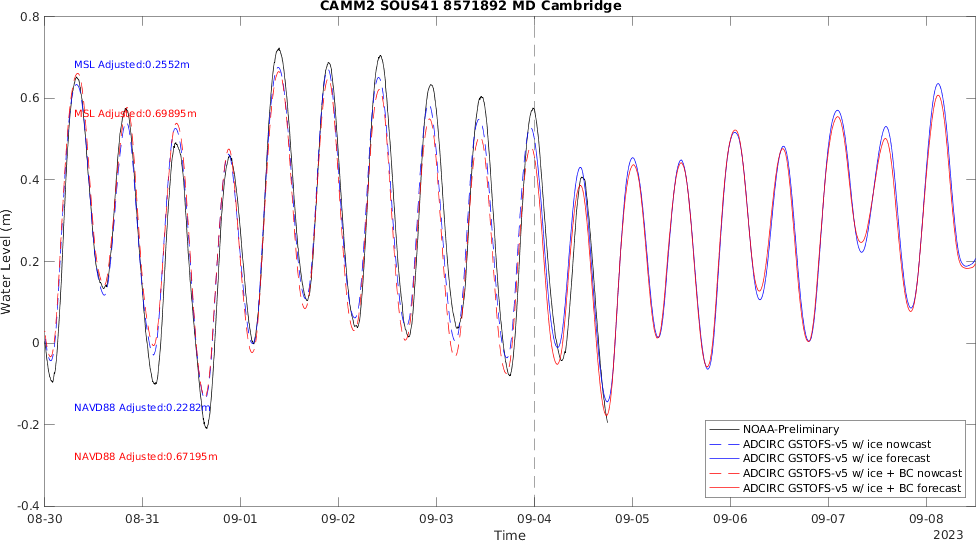 CAMM2 SOUS41 8571892 MD Cambridge
0.8
0.6
0.4
0.2
0
-0.2
-0.4
Water Level (m)
MSL Adjusted:0.2552m
MSL Adjusted:0.69895m
NAVD88 Adjusted:0.2282m
NAVD88 Adjusted:0.67195m
NOAA-Preliminary
ADCIRC GSTOFS-v5 w/ ice nowcast
ADCIRC GSTOFS-v5 w/ ice forecast
ADCIRC GSTOFS-v5 w/ ice + BC nowcast
ADCIRC GSTOFS-v5 w/ ice + BC forecast
08-30 08-31 09-01 09-02 09-03 09-04 09-05 09-06 09-07 09-08
Time
2023